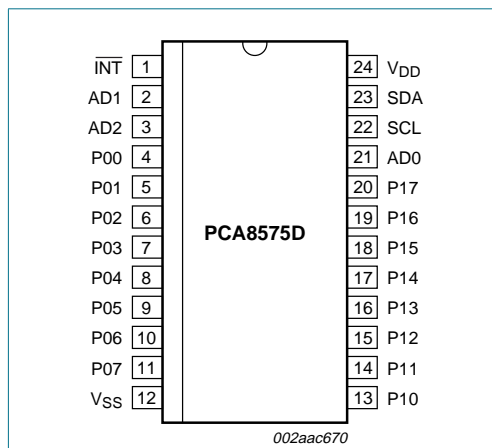 INT 1 24 VDD
AD1 2 23 SDA
AD2 3 22 SCL
P00 4 21 AD0
P01 5 20 P17
P02 6 19 P16
P03 7 18 P15
PCA8575D
P04 8 17 P14
P05 9 16 P13
P06 10 15 P12
P07 11 14 P11
VSS 12 13 P10
002aac670